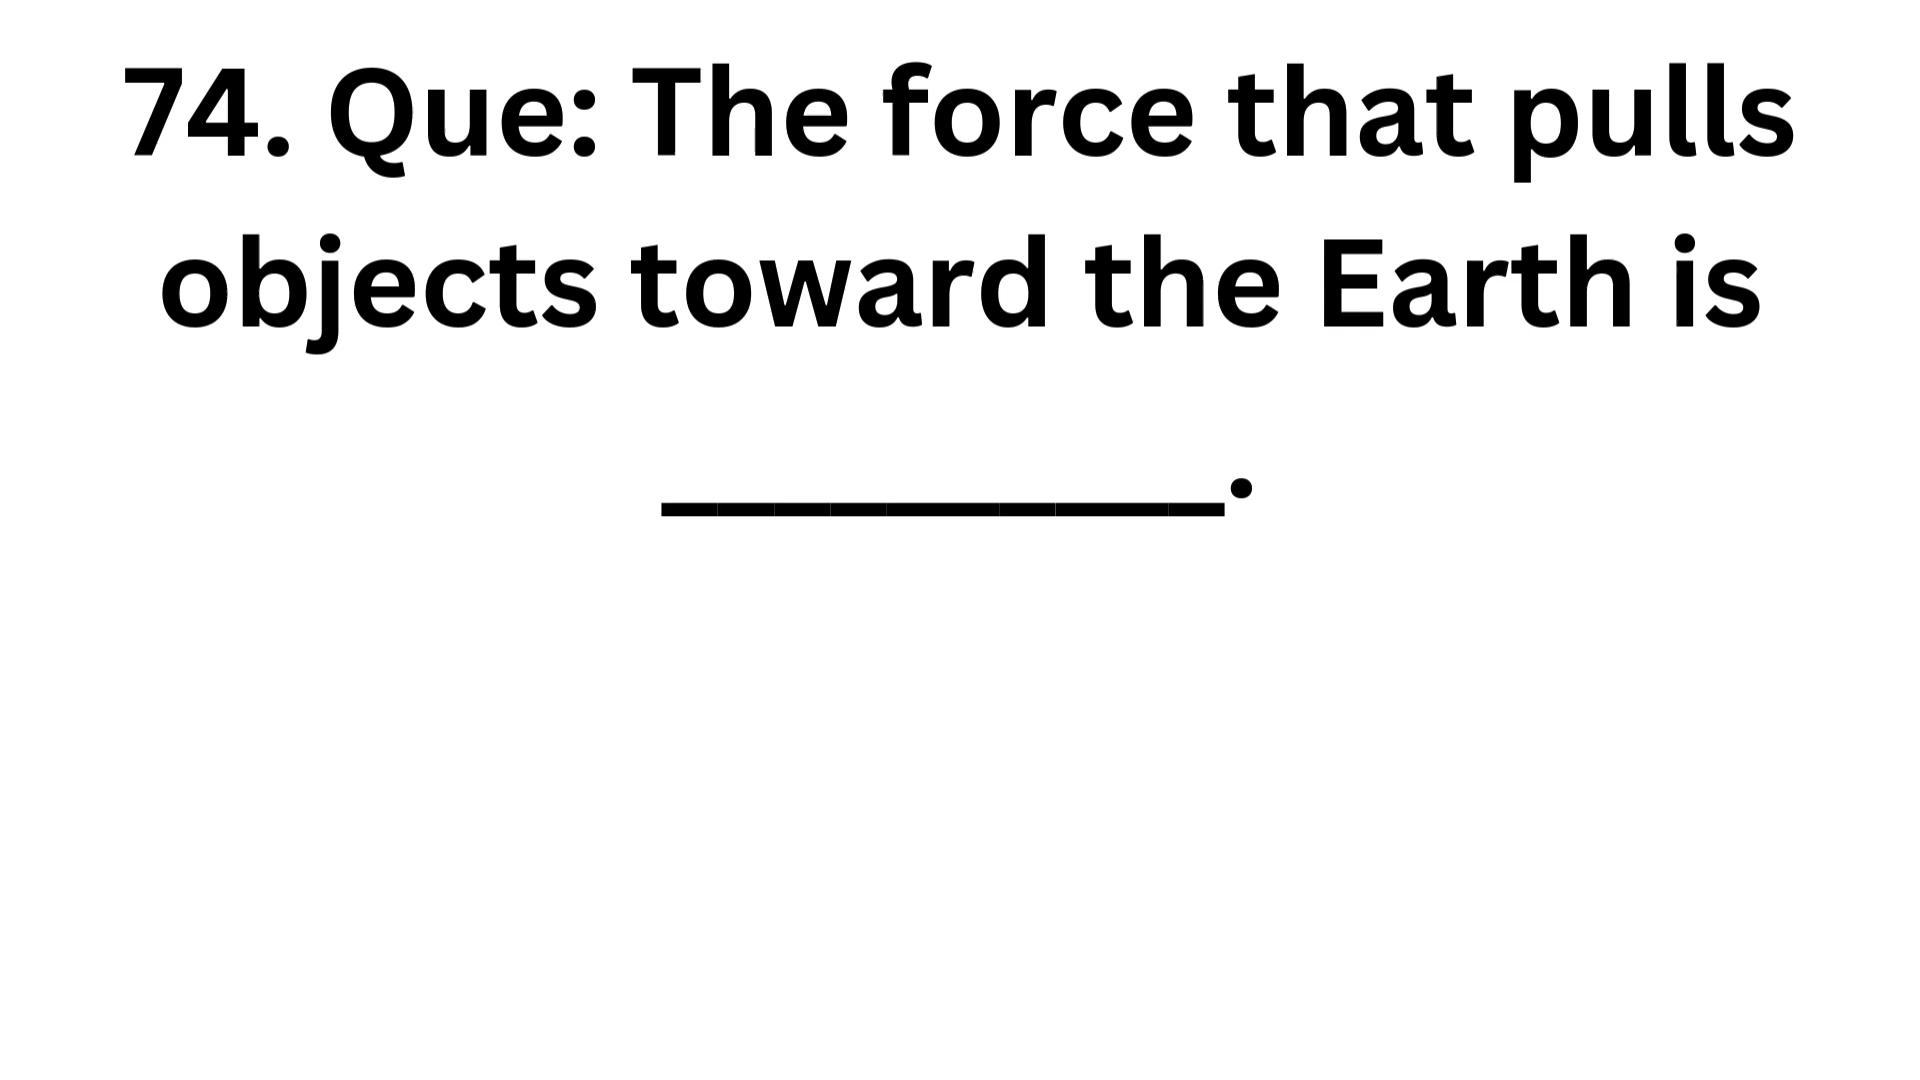 74. Que: The force that pulls
objects toward the Earth is
__________.